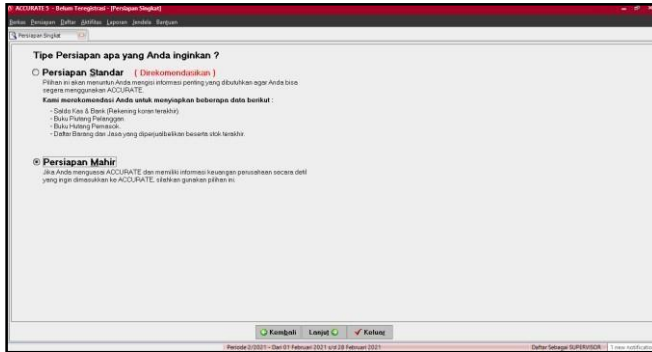 ACCURATE 5 - Belum Teregistrasi - [Persiapan Singkat]
Berkas Persiapan Daftar Aktifitas Laporan Jendela Bantuan
Persiapan Singkat
Tipe Persiapan apa yang Anda inginkan ?
Persiapan Standar ( Direkomendasikan )
Pilihan ini akan menuntun Anda mengisi informasi penting yang dibutuhkan agar Anda bisa
segera menggunakan ACCURATE.
Kami merekomendasi Anda untuk menyiapkan beberapa data berikut :
- Saldo Kas & Bank (Rekening koran terakhir).
- Buku Piutang Pelanggan.
- Buku Hutang Pemasok.
- Daftar Barang dan Jasa yang diperjualbelikan beserta stok terakhir.
Persiapan Mahir
Jika Anda menguasai ACCURATE dan memiliki informasi keuangan perusahaan secara detil
yang ingin dimasukkan ke ACCURATE, silahkan gunakan pilihan ini.
Kembali Lanjut Keluar
Periode 2/2021 - Dari 01 Februari 2021 s/d 28 Februari 2021 Daftar Sebagai SUPERVISOR 1 new notification